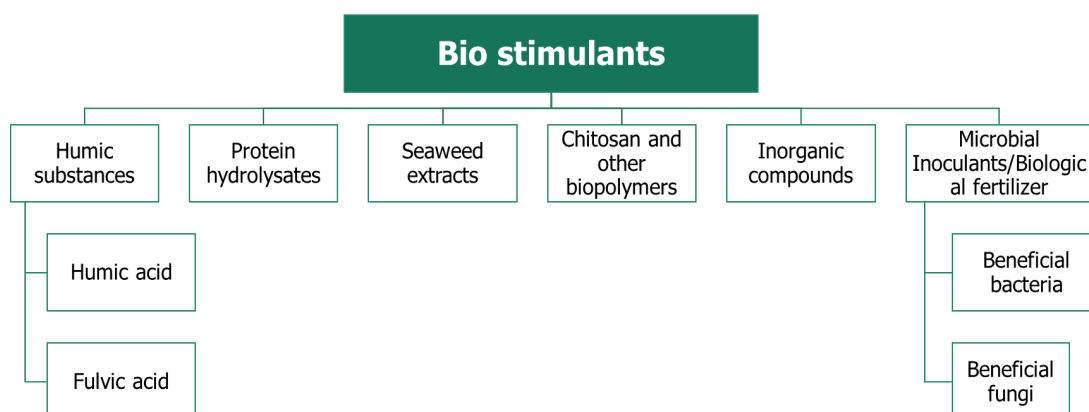 Bio stimulants
Humic
substances
Protein
hydrolysates
Seaweed
extracts
Chitosan and
other
biopolymers
Inorganic
compounds
Microbial
Inoculants/Biologic
al fertilizer
Humic acid
Fulvic acid
Beneficial
bacteria
Beneficial
fungi